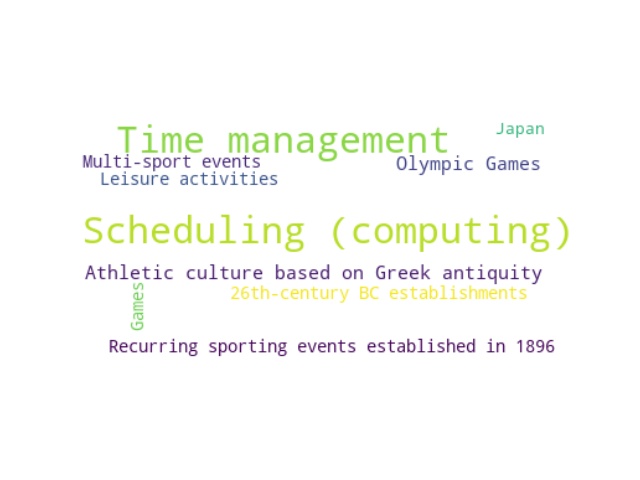 Japan
Time management
Multi-sport events
Olympic Games
Leisure activities
Scheduling (computing)
Athletic culture based on Greek antiquity
26th-century BC establishments
Games
Recurring sporting events established in 1896